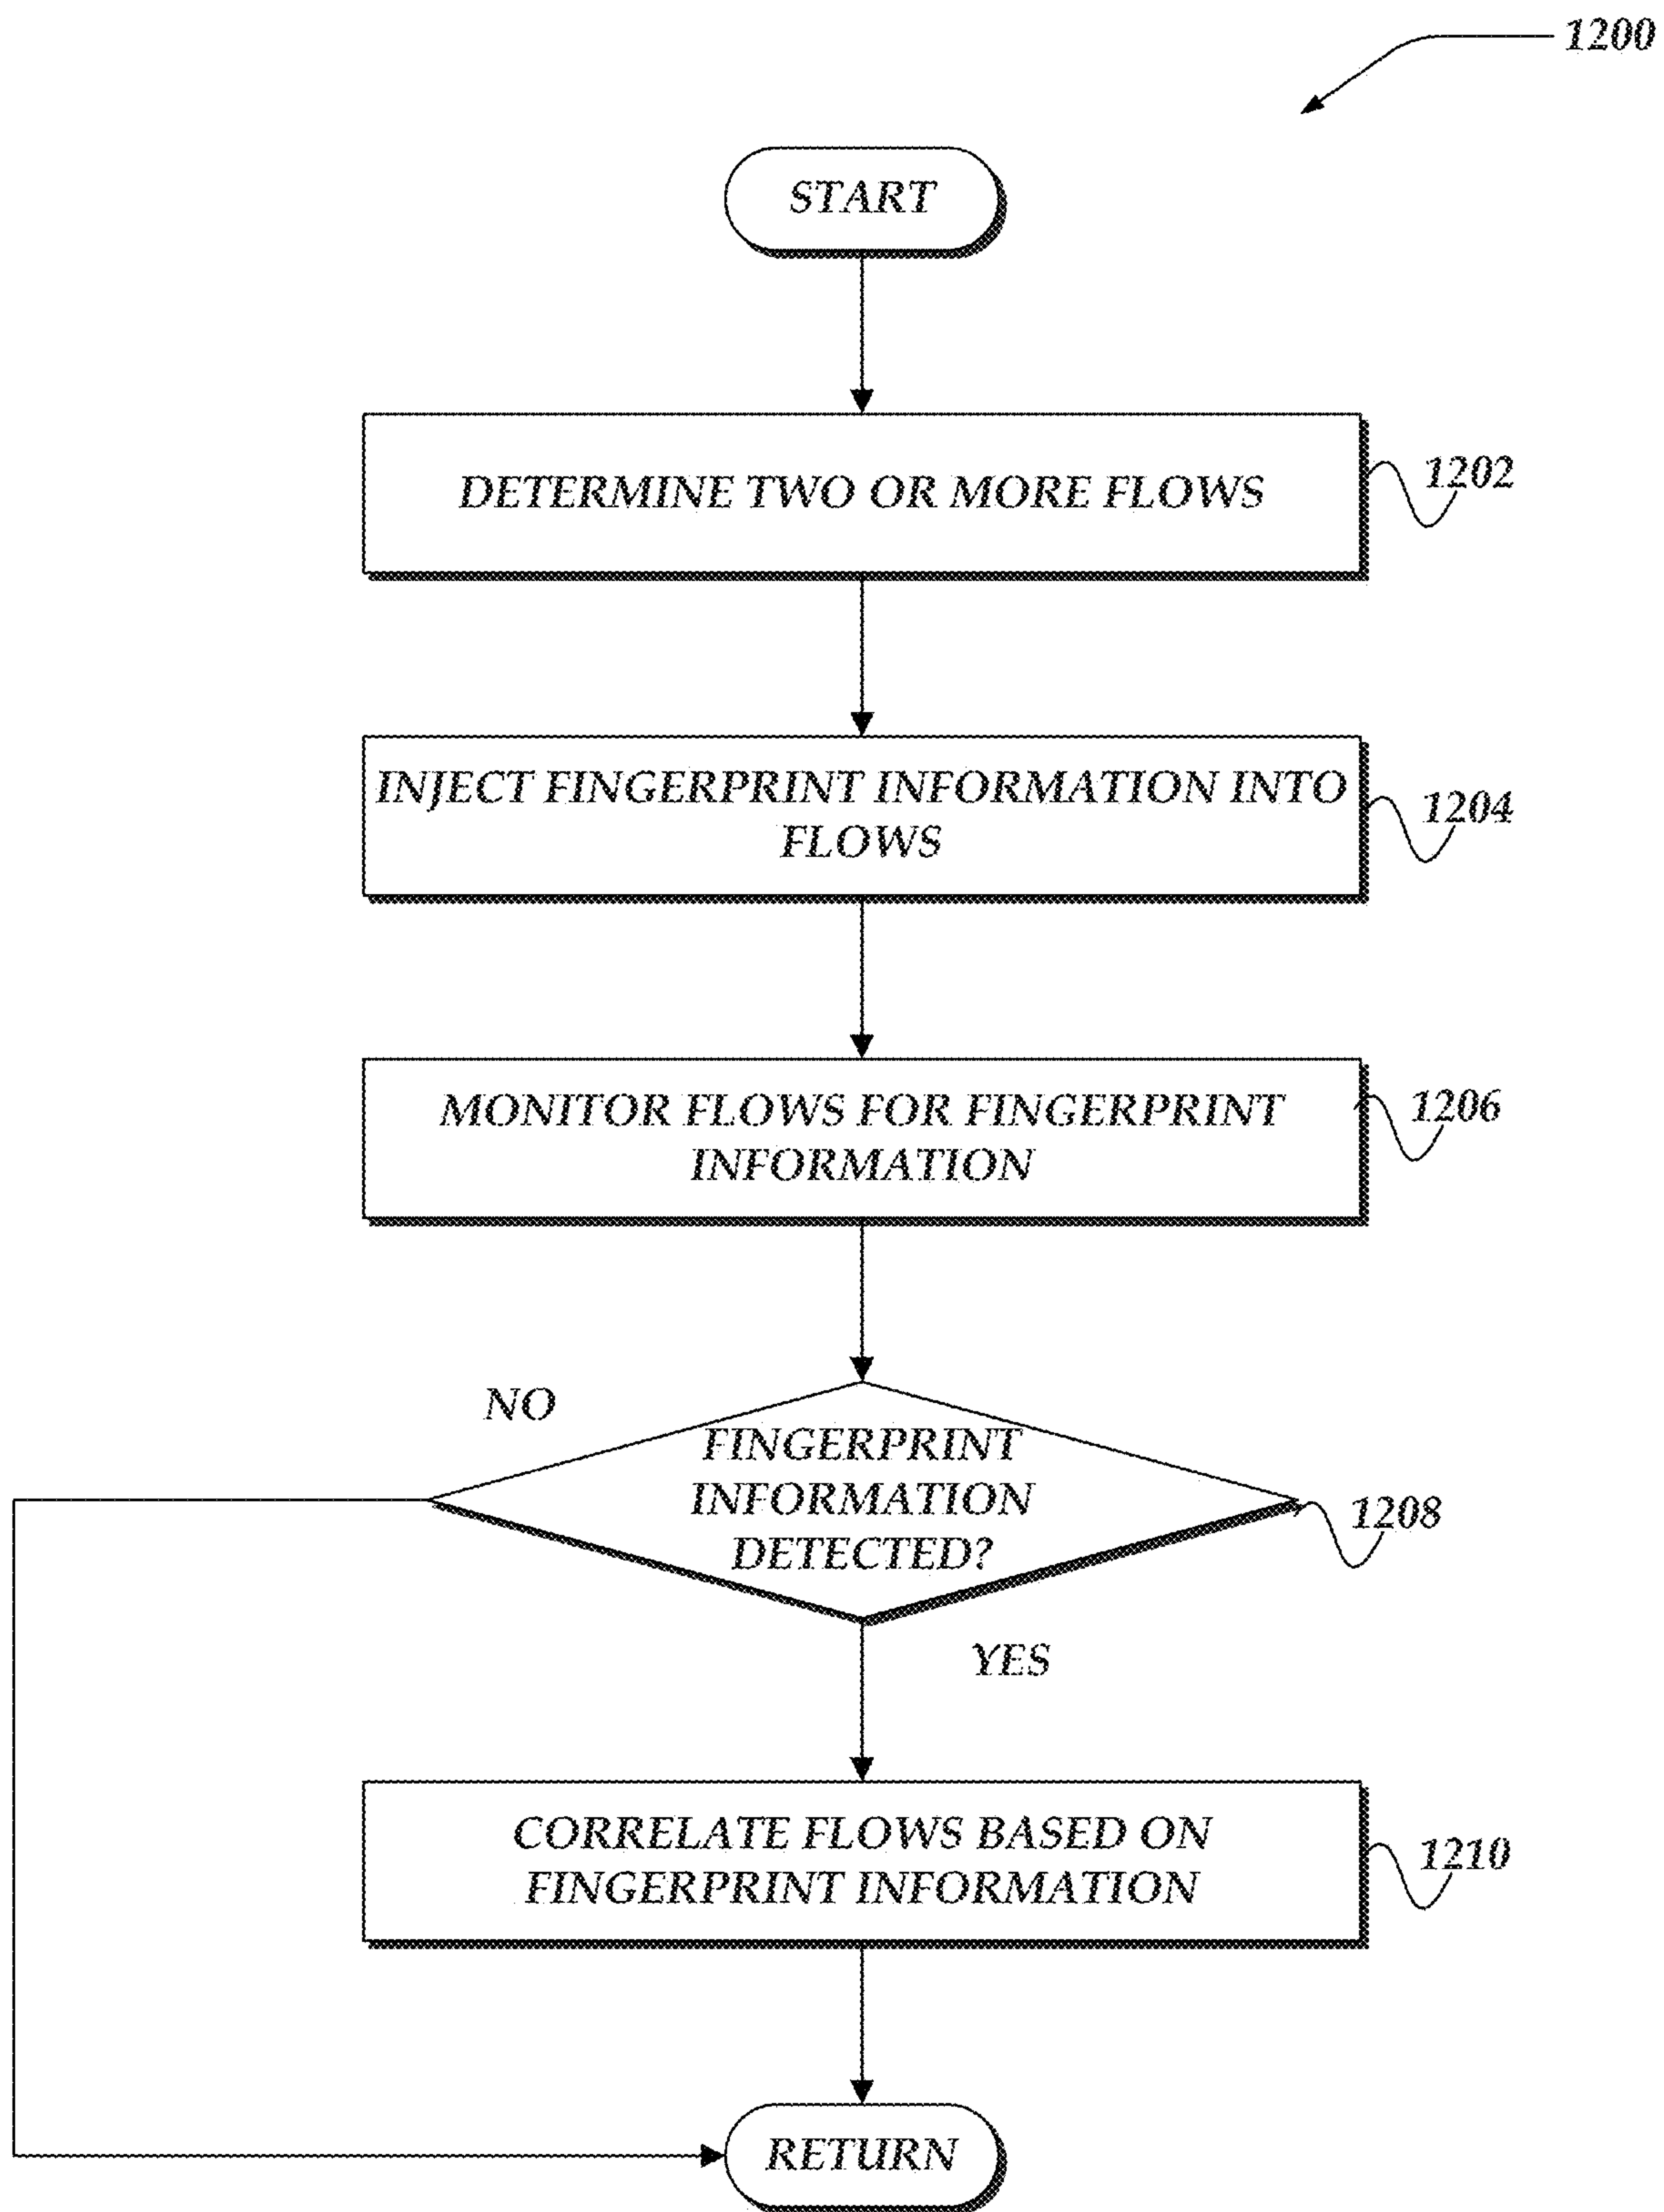 1200
START
DETERMINE TWO OR MORE FLOWS
1202
INJECT FINGERPRINT INFORMATION INTO
FLOWS
1204
MONITOR FLOWS FOR FINGERPRINT
INFORMATION
1206
NO
FINGERPRINT
INFORMATION
DETECTED?
1208
YES
CORRELATE FLOWS BASED ON
FINGERPRINT INFORMATION
1210
RETURN